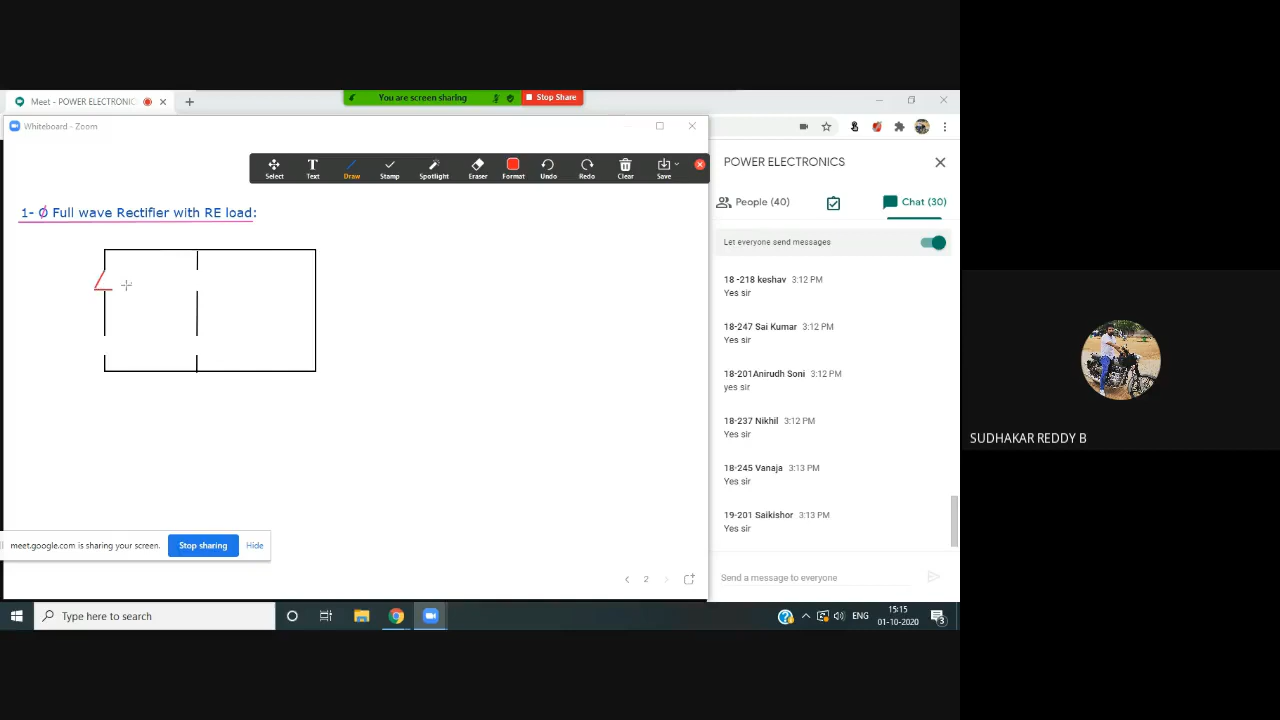 Meet - POWER ELECTRONIC
You are screen sharing
Stop Share
Whiteboard - Zoom
Select
Text
Draw
Stamp
Spotlight
Eraser
Format
Undo
Redo
Clear
Save
POWER ELECTRONICS
People (40)
Chat (30)
Let everyone send messages
1- Ø Full wave Rectifier with RE load:
18 -218 keshav 3:12 PM
Yes sir
18-247 Sai Kumar 3:12 PM
Yes sir
18-201Anirudh Soni 3:12 PM
yes sir
18-237 Nikhil 3:12 PM
Yes sir
18-245 Vanaja 3:13 PM
Yes sir
19-201 Saikishor 3:13 PM
Yes sir
SUDHAKAR REDDY B
meet.google.com is sharing your screen.
Stop sharing
Hide
2
Send a message to everyone
Type here to search
ENG
15:15
01-10-2020
3